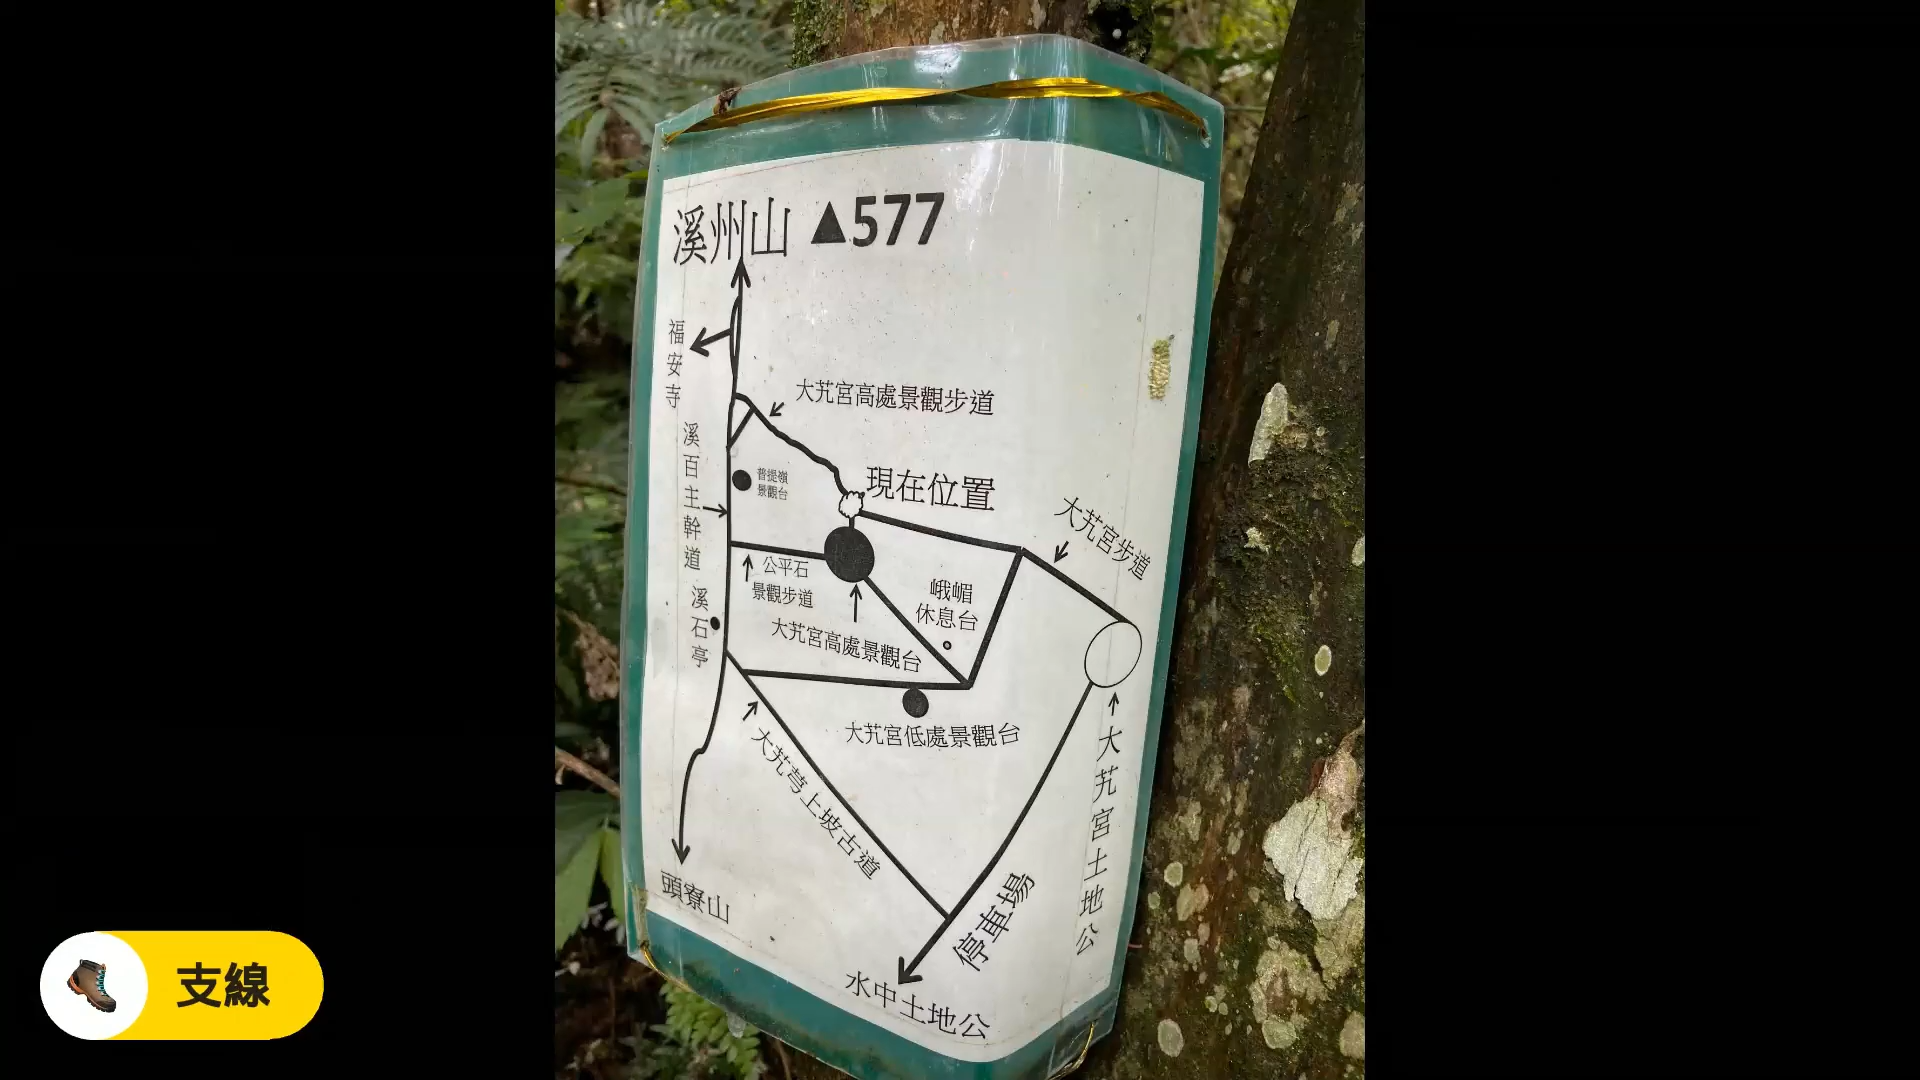 溪州山 ▲577
福安寺
大艽宮高處景觀步道
溪百主幹道
普提嶺
景觀台
現在位置
大艽宮步道
公平石
景觀步道
峨嵋
休息台
溪石亭
大艽宮高處景觀台
大艽宮低處景觀台
大艽芎上坡古道
大艽宮土地公
頭寮山
停車場
水中土地公
支線